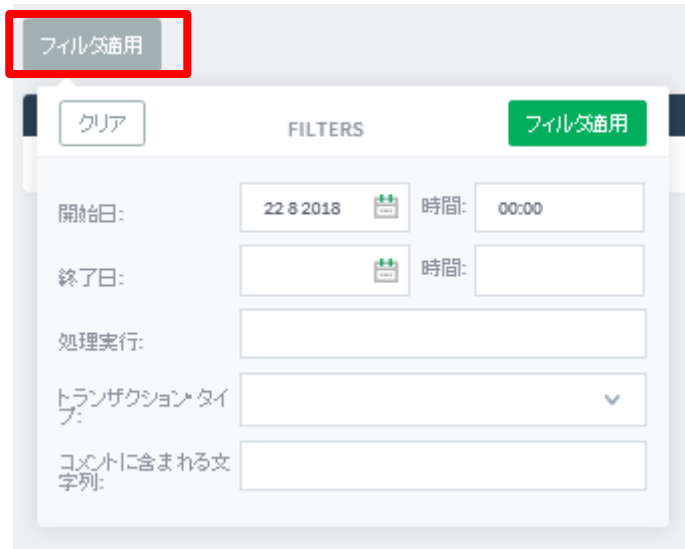 フィルタ適用
クリア
FILTERS
フィルタ適用
開始日:
22 8 2018
時間:
00:00
終了日:
時間:
処理実行:
トランザクション・タイ
プ:
コメントに含まれる文
字列: